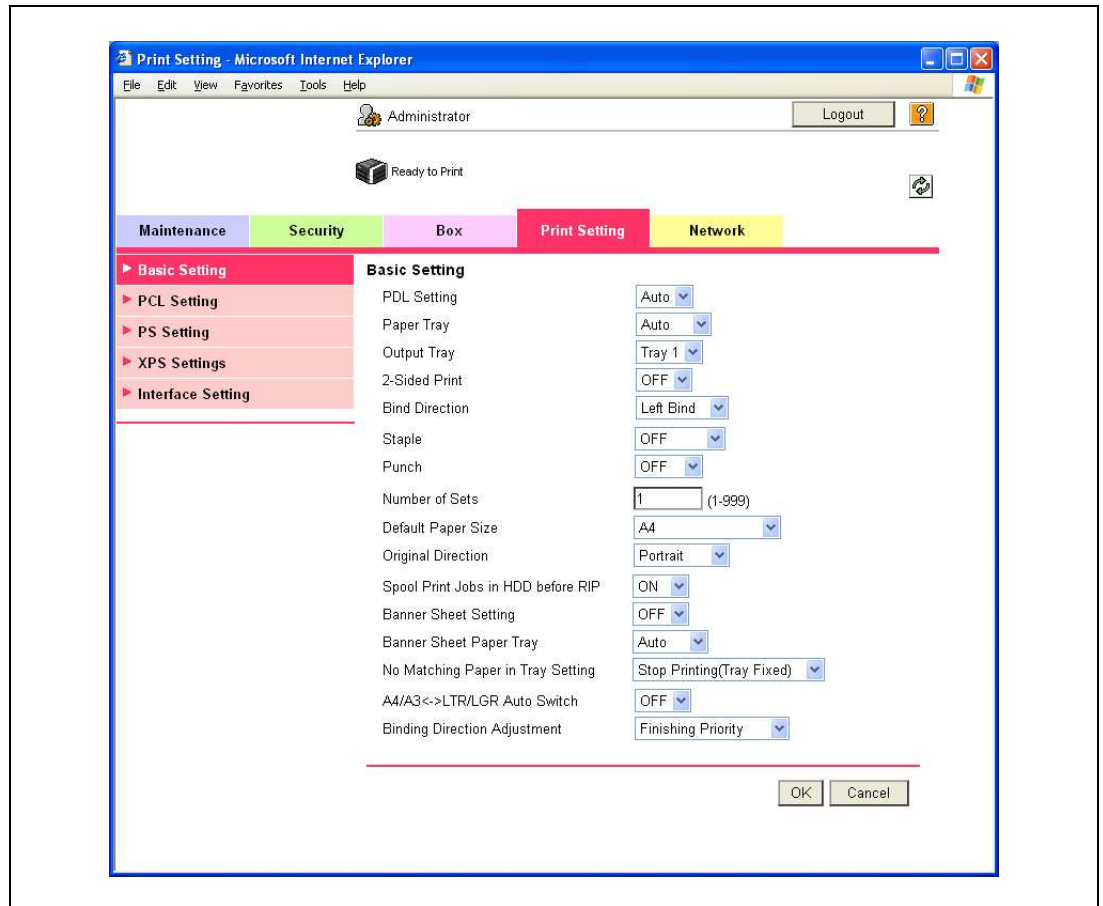 Print Setting - Microsoft Internet Explorer
File Edit View Favorites Tools Help
Administrator Logout ?
Ready to Print
Maintenance Security Box Print Setting Network
Basic Setting
PCL Setting
PS Setting
XPS Settings
Interface Setting
Basic Setting
PDL Setting Auto
Paper Tray Auto
Output Tray Tray 1
2-Sided Print OFF
Bind Direction Left Bind
Staple OFF
Punch OFF
Number of Sets 1 (1-999)
Default Paper Size A4
Original Direction Portrait
Spool Print Jobs in HDD before RIP ON
Banner Sheet Setting OFF
Banner Sheet Paper Tray Auto
No Matching Paper in Tray Setting Stop Printing(Tray Fixed)
A4/A3<->LTR/LGR Auto Switch OFF
Binding Direction Adjustment Finishing Priority
OK Cancel